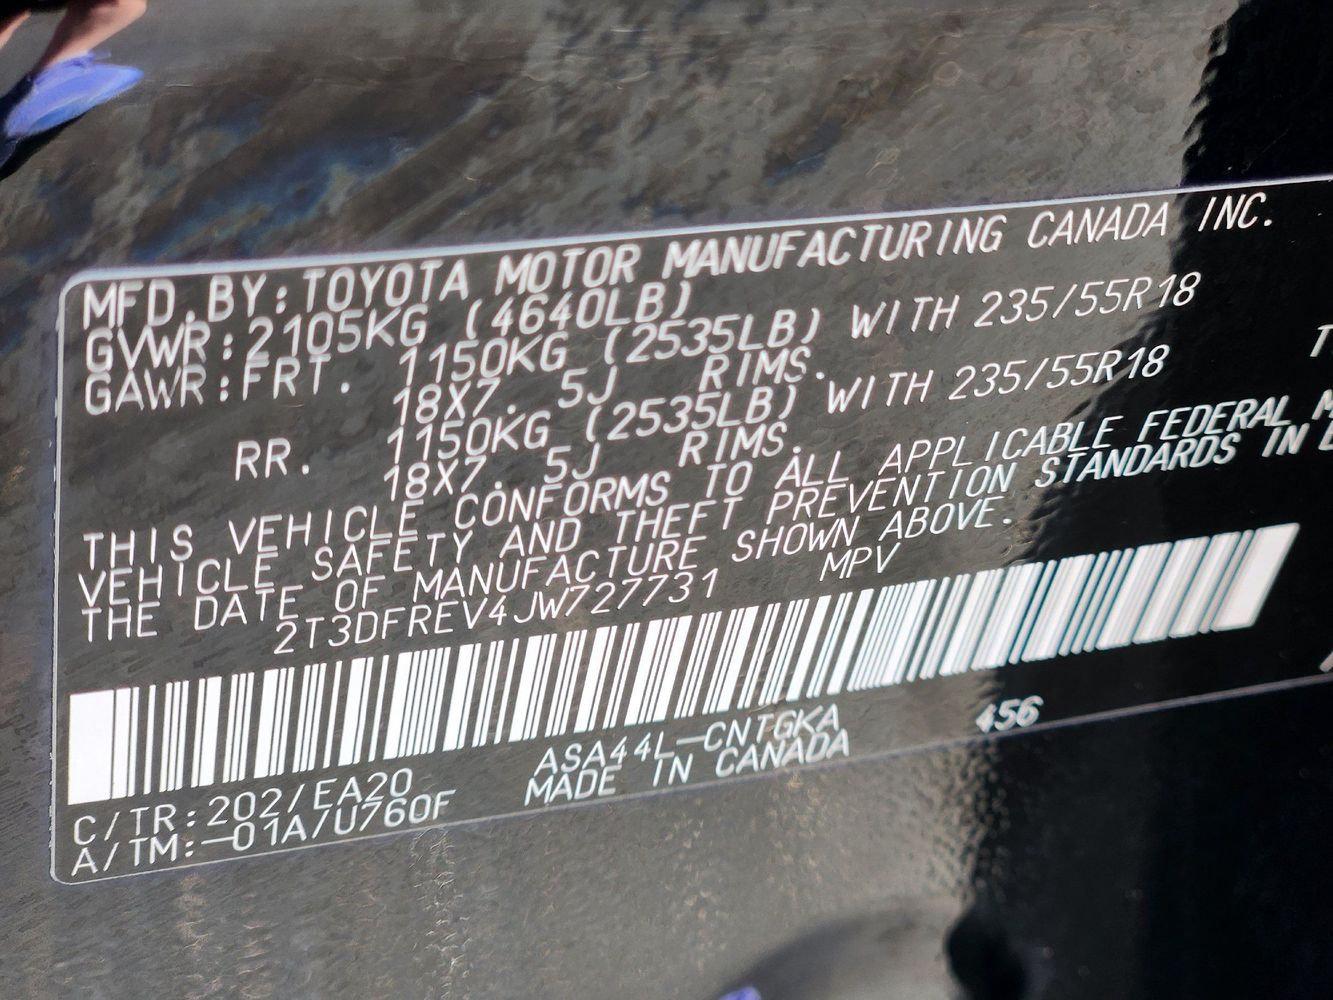 MFD.BY:TOYOTA MOTOR MANUFACTURING CANADA INC.
GVWR:2105KG (4640LB)
GAWR:FRT. 1150KG (2535LB) WITH 235/55R18
18X7.5J RIMS.
RR. 1150KG (2535LB) WITH 235/55R18
18X7.5J RIMS.
THIS VEHICLE CONFORMS TO ALL APPLICABLE FEDERAL
VEHICLE SAFETY AND THEFT PREVENTION STANDARDS IN
THE DATE OF MANUFACTURE SHOWN ABOVE.
2T3DFREV4JW727731 MPV
C/TR:202/EA20 ASA44L-CNTGKA 456
A/TM:-01A/U760F MADE IN CANADA